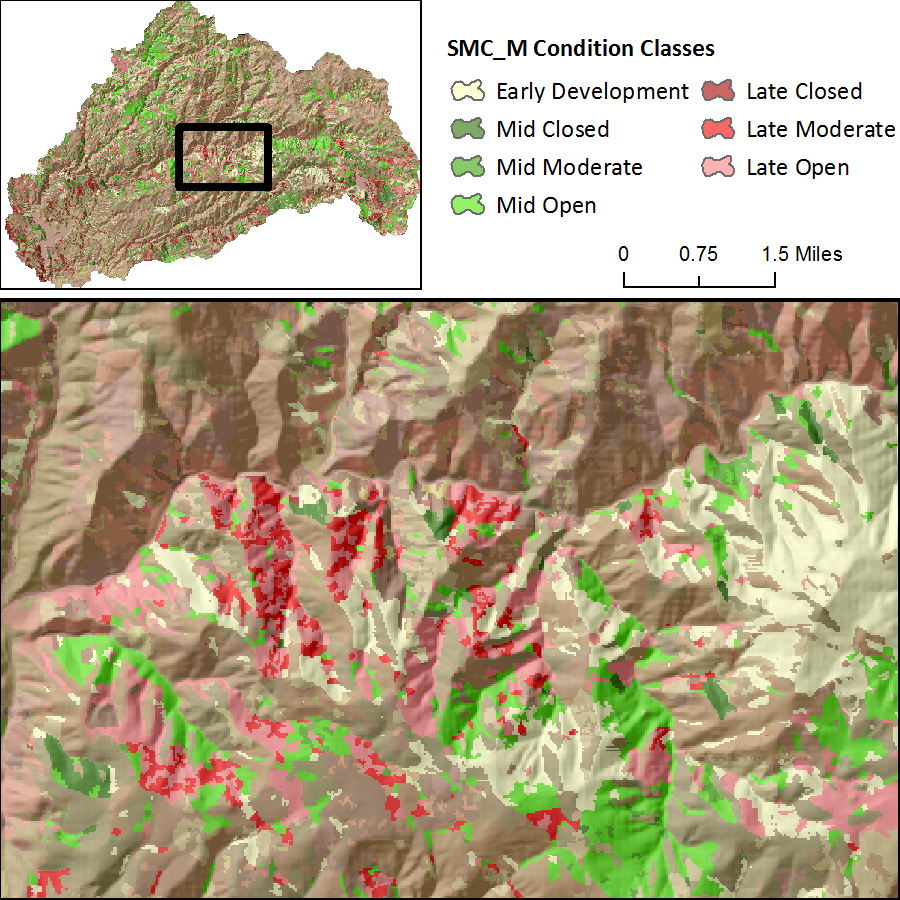 SMC_M Condition Classes
Early Development
Mid Closed
Mid Moderate
Mid Open
Late Closed
Late Moderate
Late Open
0 0.75 1.5 Miles